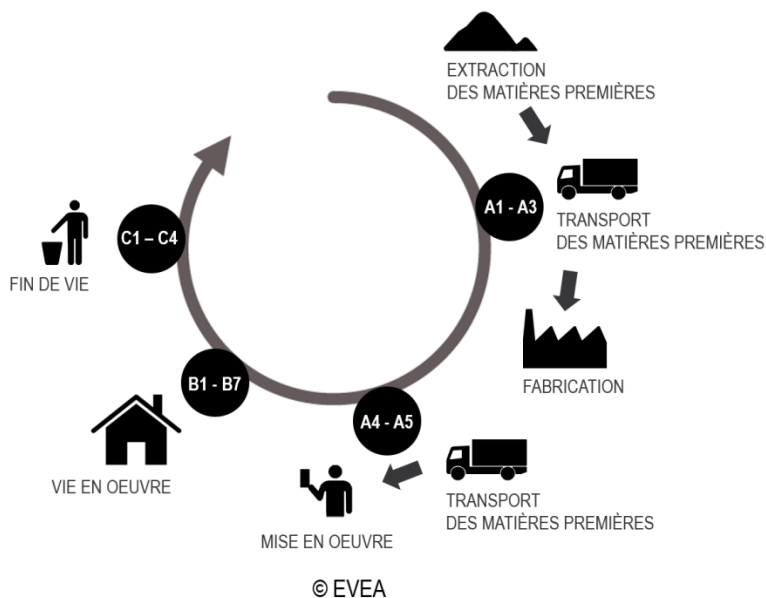 EXTRACTION
DES MATIÈRES PREMIÈRES
A1 - A3
TRANSPORT
DES MATIÈRES PREMIÈRES
FABRICATION
A4 - A5
TRANSPORT
DES MATIÈRES PREMIÈRES
MISE EN OEUVRE
B1 - B7
VIE EN OEUVRE
C1 – C4
FIN DE VIE
© EVEA